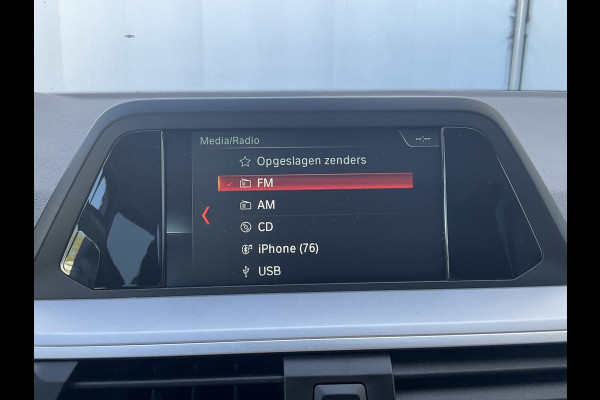 Media/Radio
--:--
Opgeslagen zenders
FM
AM
CD
iPhone (76)
USB